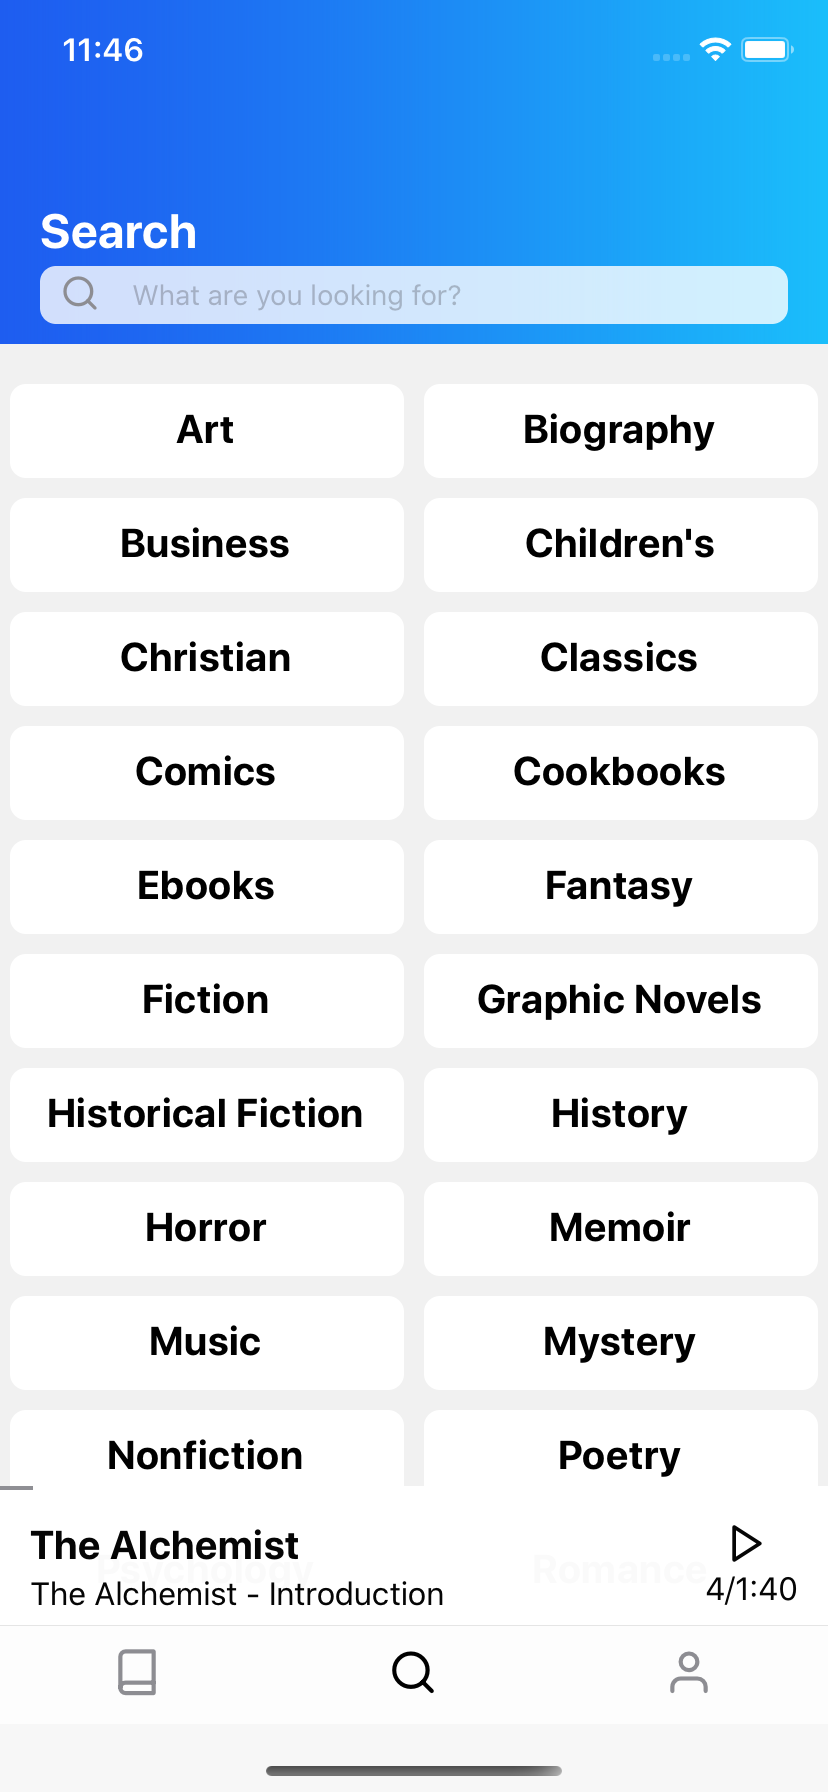 11:46
Search
What are you looking for?
Art
Biography
Business
Children's
Christian
Classics
Comics
Cookbooks
Ebooks
Fantasy
Fiction
Graphic Novels
Historical Fiction
History
Horror
Memoir
Music
Mystery
Nonfiction
Poetry
The Alchemist
Psychology
Romance
The Alchemist - Introduction
4/1:40